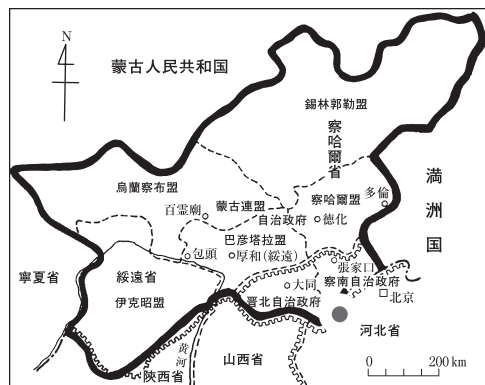 N
蒙古人民共和国
錫林郭勒盟
察哈爾省
満洲国
烏蘭察布盟
百霊廟
蒙古連盟
自治政府
察哈爾盟
多倫
徳化
巴彦塔拉盟
包頭
厚和(綏遠)
張家口
察南自治政府
寧夏省
綏遠省
伊克昭盟
大同
晋北自治政府
北京
河北省
黄河
陝西省
山西省
0 200 km